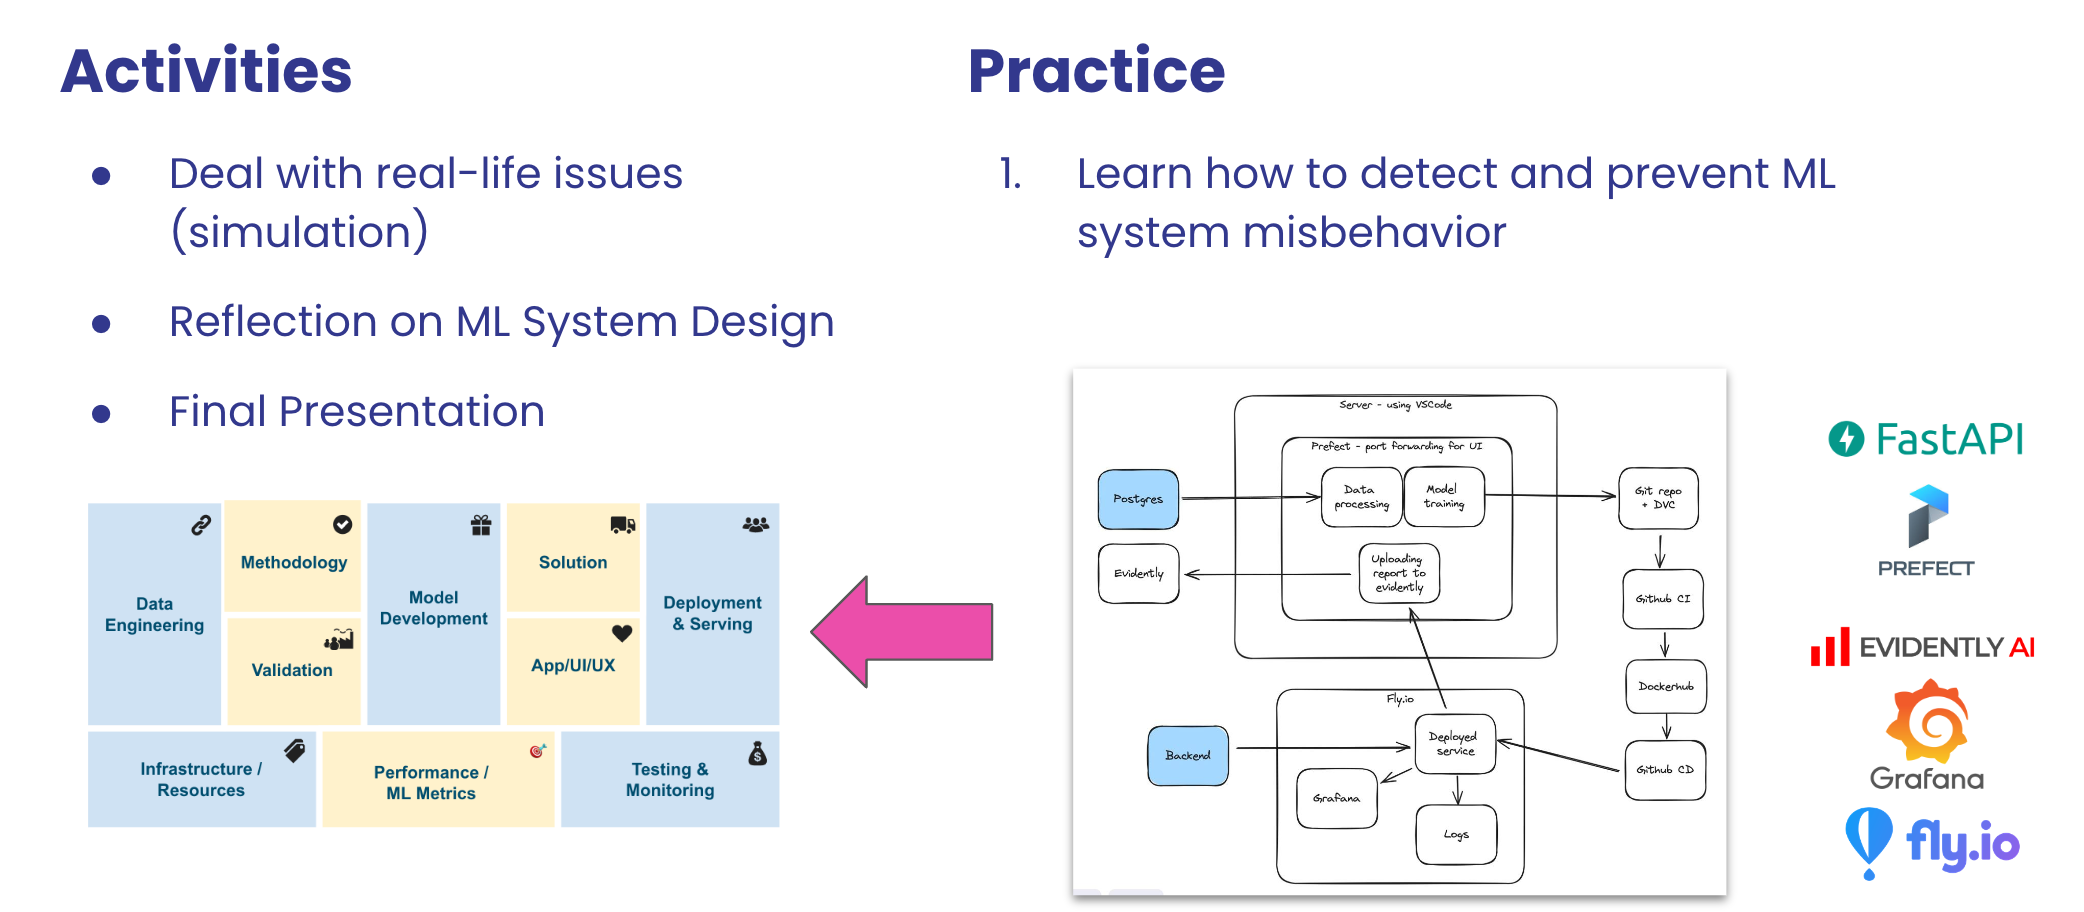 Activities
● Deal with real-life issues
(simulation)
● Reflection on ML System Design
● Final Presentation
Data
Engineering
Methodology
Validation
Model
Development
Solution
App/UI/UX
Deployment
& Serving
Infrastructure /
Resources
Performance /
ML Metrics
Testing &
Monitoring
Practice
1. Learn how to detect and prevent ML
system misbehavior
Server - using VSCode
Prefect - port forwarding for UI
Postgres
Data
processing
Model
training
Git repo
+ DVC
Evidently
Uploading
report to
evidently
Github CI
Dockerhub
Fly.io
Backend
Deployed
service
Github CD
Grafana
Logs
FastAPI
PREFECT
EVIDENTLY AI
Grafana
fly.io